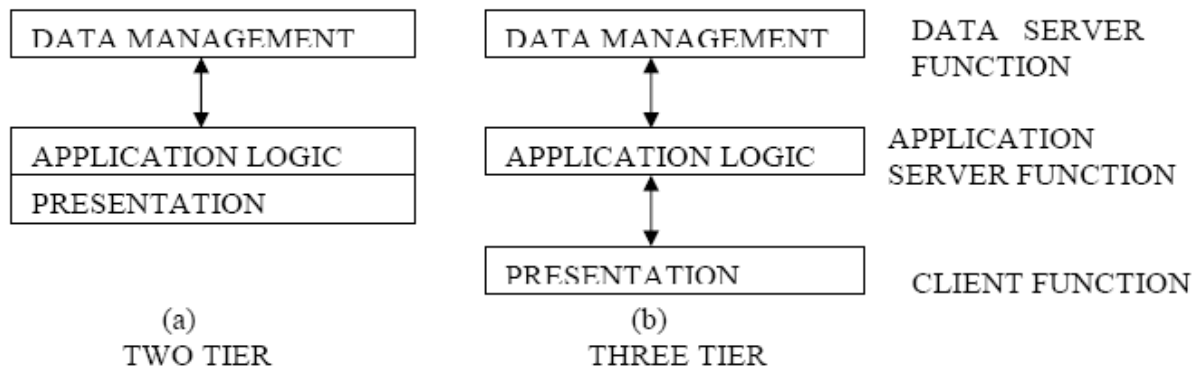 DATA MANAGEMENT
APPLICATION LOGIC
PRESENTATION
(a)
TWO TIER
DATA MANAGEMENT
APPLICATION LOGIC
PRESENTATION
(b)
THREE TIER
DATA SERVER
FUNCTION
APPLICATION
SERVER FUNCTION
CLIENT FUNCTION